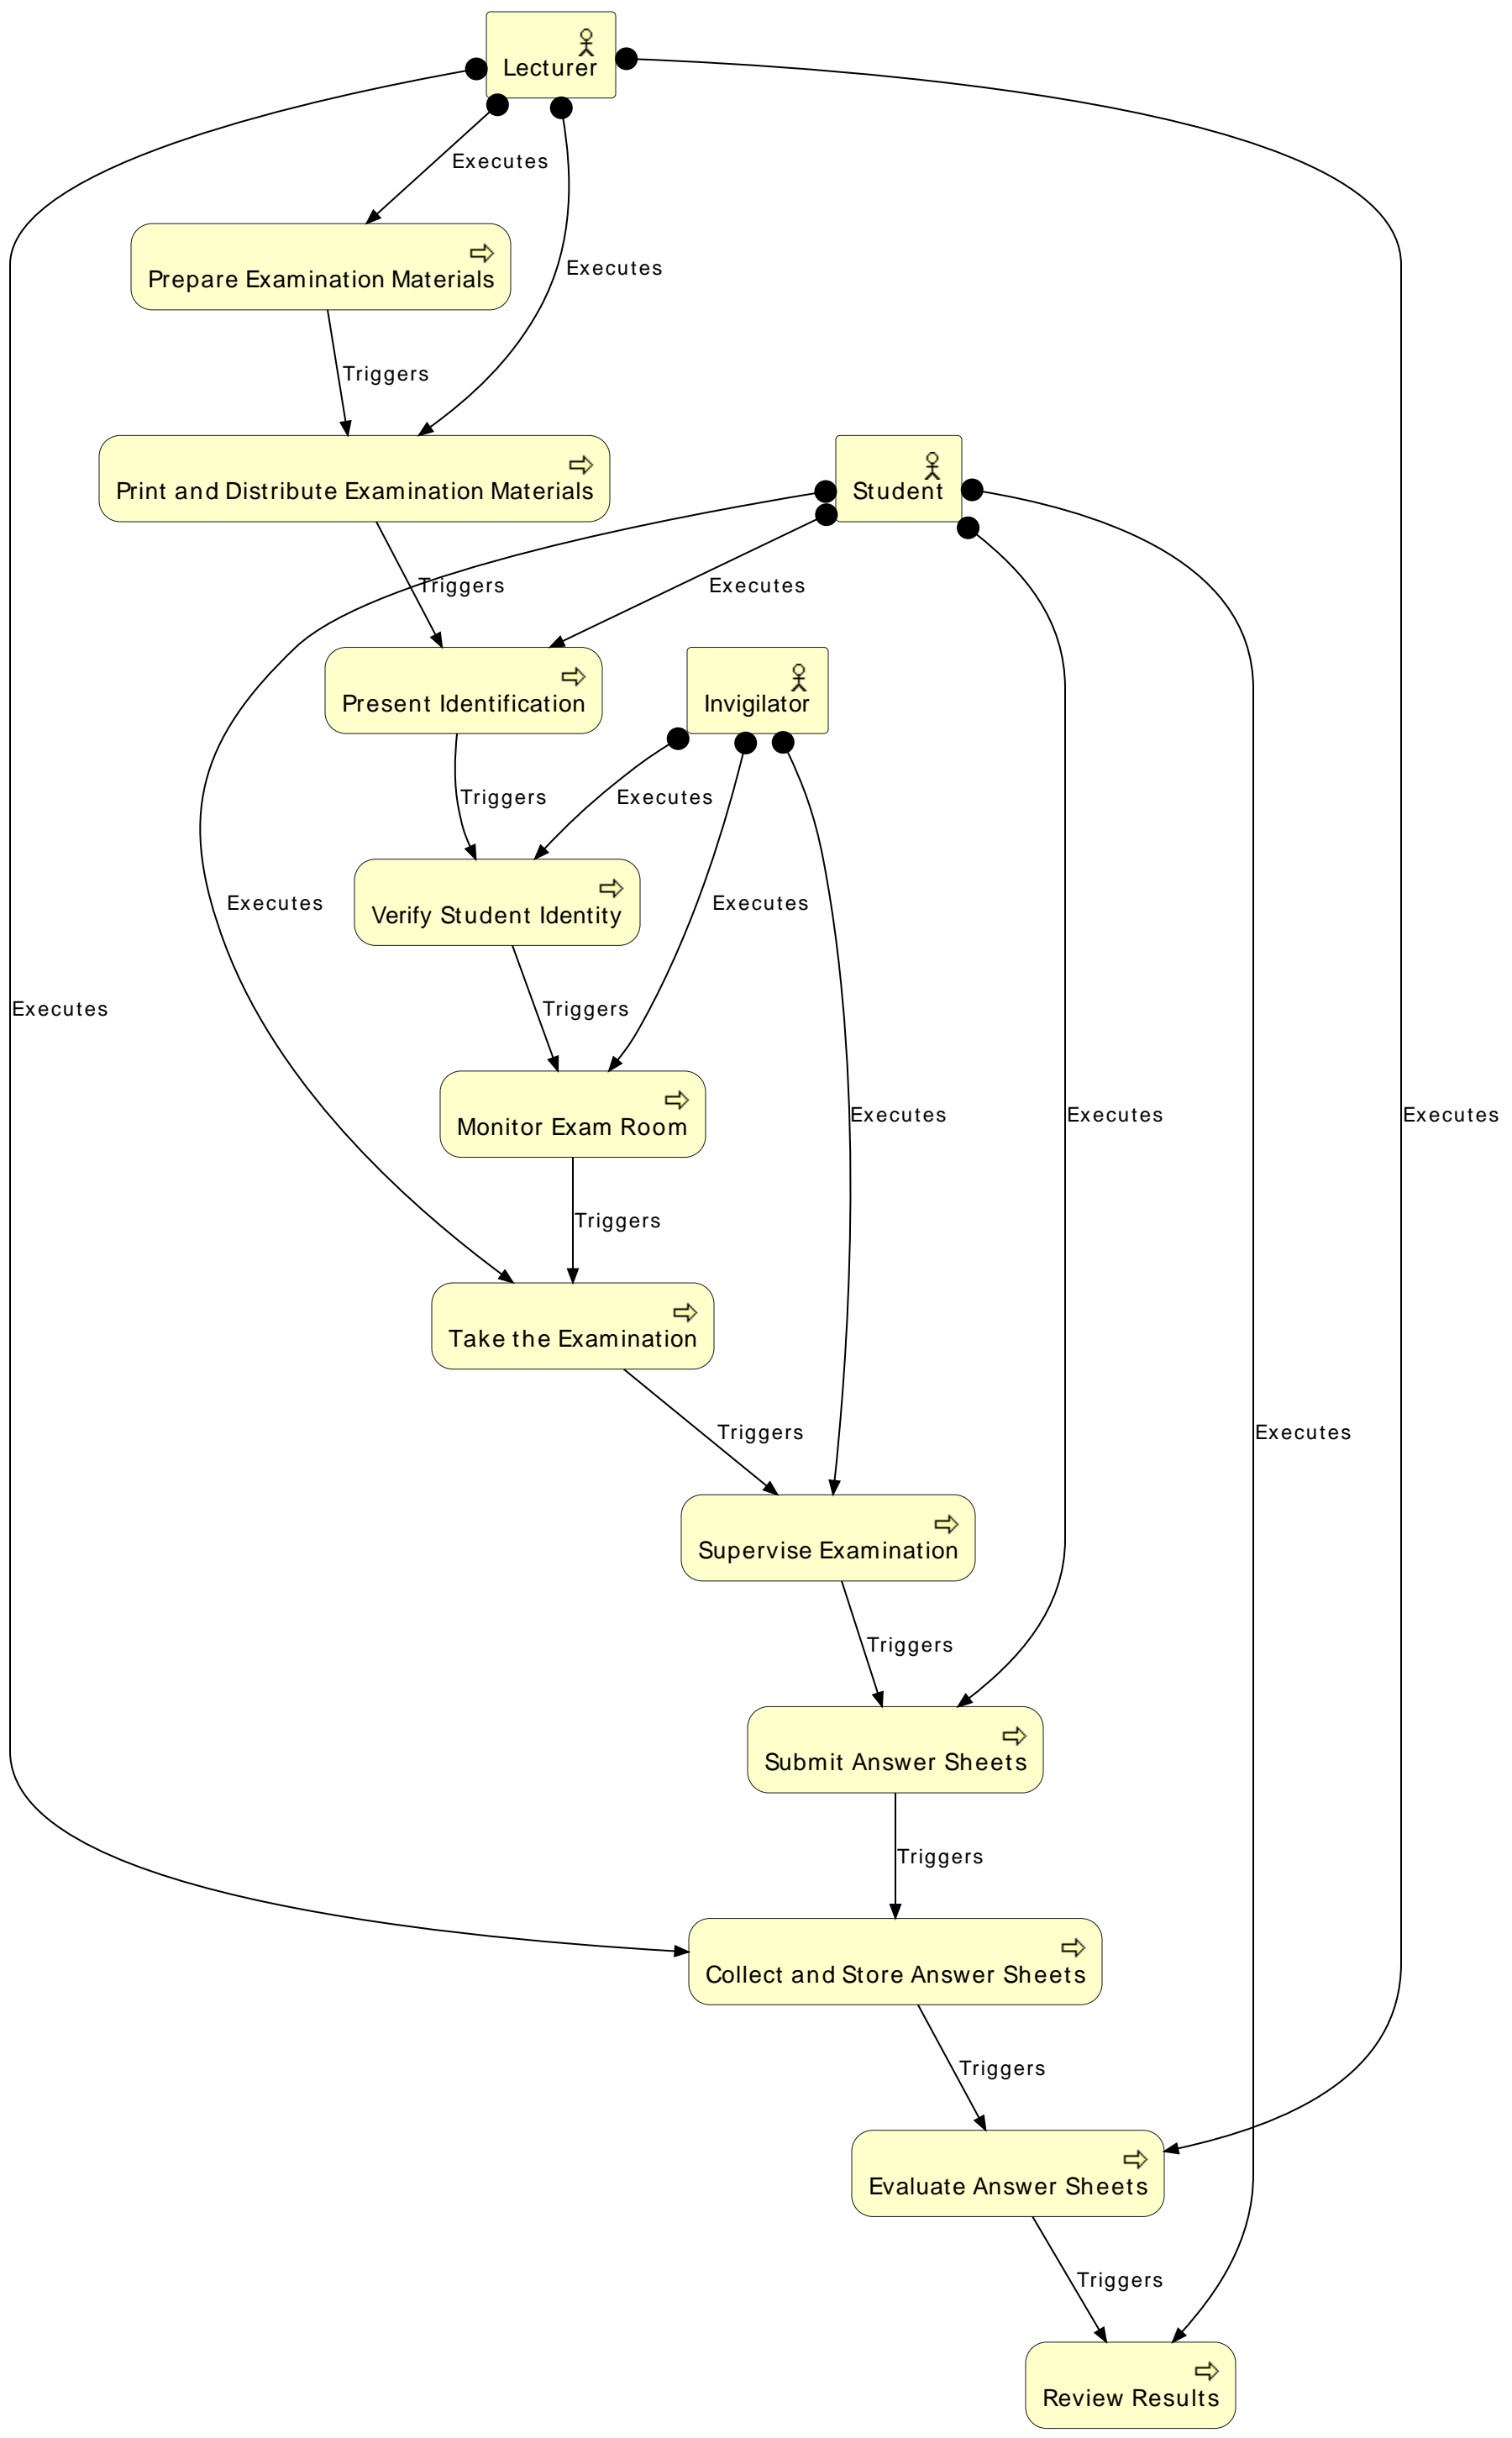 Lecturer
Executes
Prepare Examination Materials
Executes
Triggers
Print and Distribute Examination Materials
Student
Triggers
Executes
Present Identification
Invigilator
Triggers
Executes
Executes
Executes
Verify Student Identity
Executes
Triggers
Monitor Exam Room
Executes
Executes
Executes
Triggers
Take the Examination
Triggers
Executes
Supervise Examination
Triggers
Submit Answer Sheets
Triggers
Collect and Store Answer Sheets
Triggers
Evaluate Answer Sheets
Triggers
Review Results